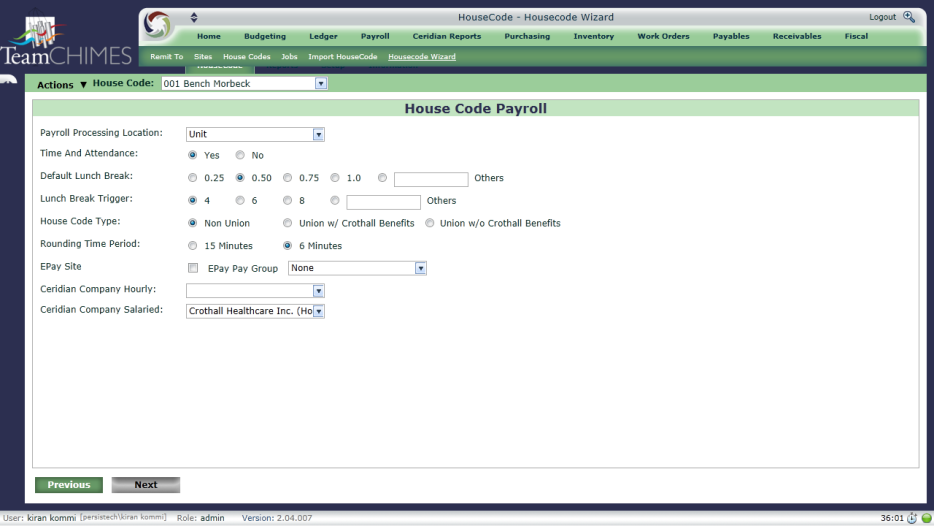 HouseCode - Housecode Wizard
Logout
TeamCHIMES
Home Budgeting Ledger Payroll Ceridian Reports Purchasing Inventory Work Orders Payables Receivables Fiscal
Remit To Sites House Codes Jobs Import HouseCode Housecode Wizard
Housecode
Actions ▼ House Code: 001 Bench Morbeck
House Code Payroll
Payroll Processing Location: Unit
Time And Attendance: Yes No
Default Lunch Break: 0.25 0.50 0.75 1.0 Others
Lunch Break Trigger: 4 6 8 Others
House Code Type: Non Union Union w/ Crothall Benefits Union w/o Crothall Benefits
Rounding Time Period: 15 Minutes 6 Minutes
EPay Site EPay Pay Group None
Ceridian Company Hourly:
Ceridian Company Salaried: Crothall Healthcare Inc. (Ho
Previous Next
User: kiran kommi [persistech\kiran kommi] Role: admin Version: 2.04.007 36:01